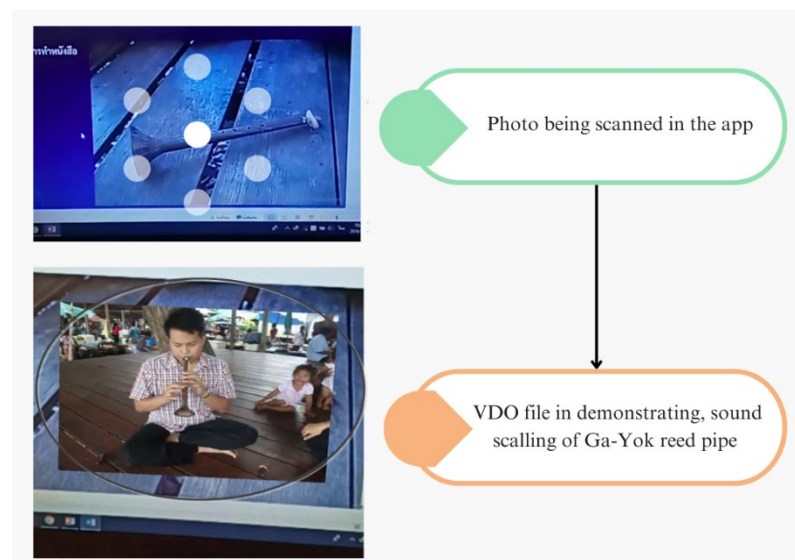 การทำหนังสือ
Photo being scanned in the app
VDO file in demonstrating, sound
scalling of Ga-Yok reed pipe